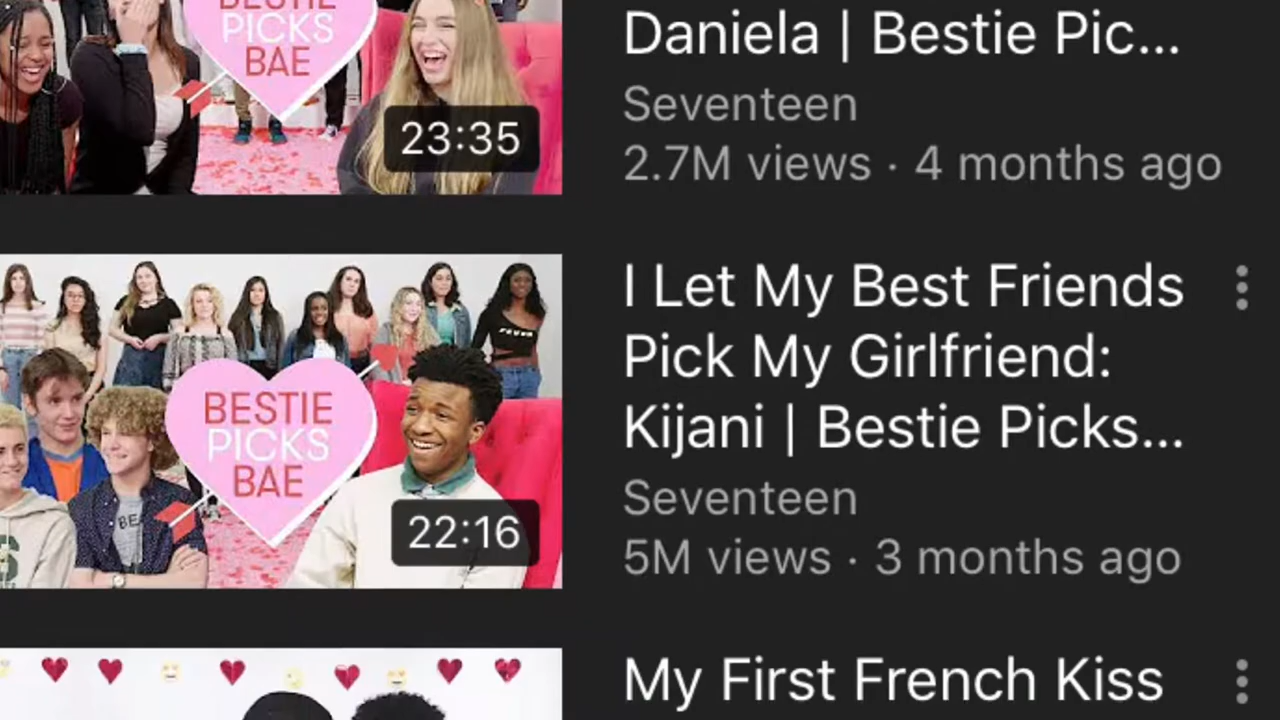 BESTIE
PICKS
BAE
23:35
Daniela | Bestie Pic...
Seventeen
2.7M views · 4 months ago
BESTIE
PICKS
BAE
22:16
I Let My Best Friends
Pick My Girlfriend:
Kijani | Bestie Picks...
Seventeen
5M views · 3 months ago
My First French Kiss